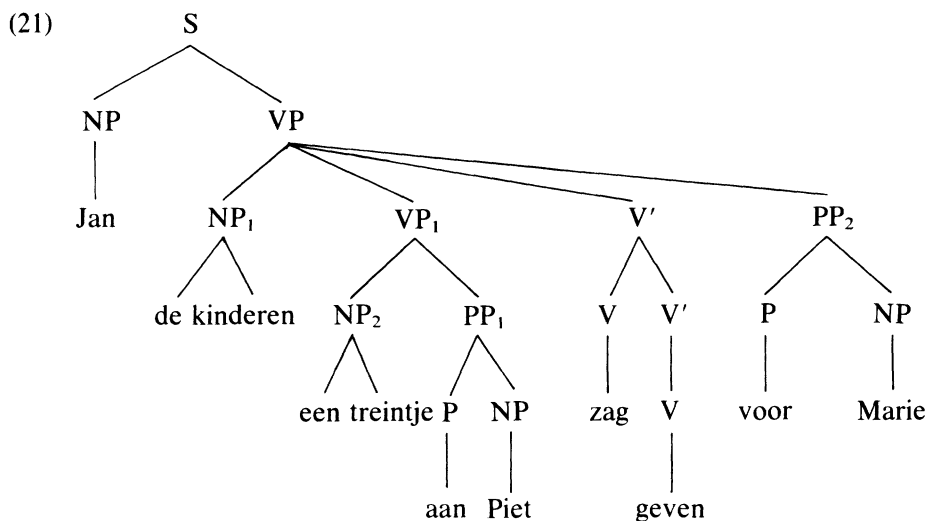 (21) S
NP VP
Jan NP₁ VP₁ V′ PP₂
de kinderen NP₂ PP₁ V V′ P NP
een treintje P NP zag V voor Marie
aan Piet geven